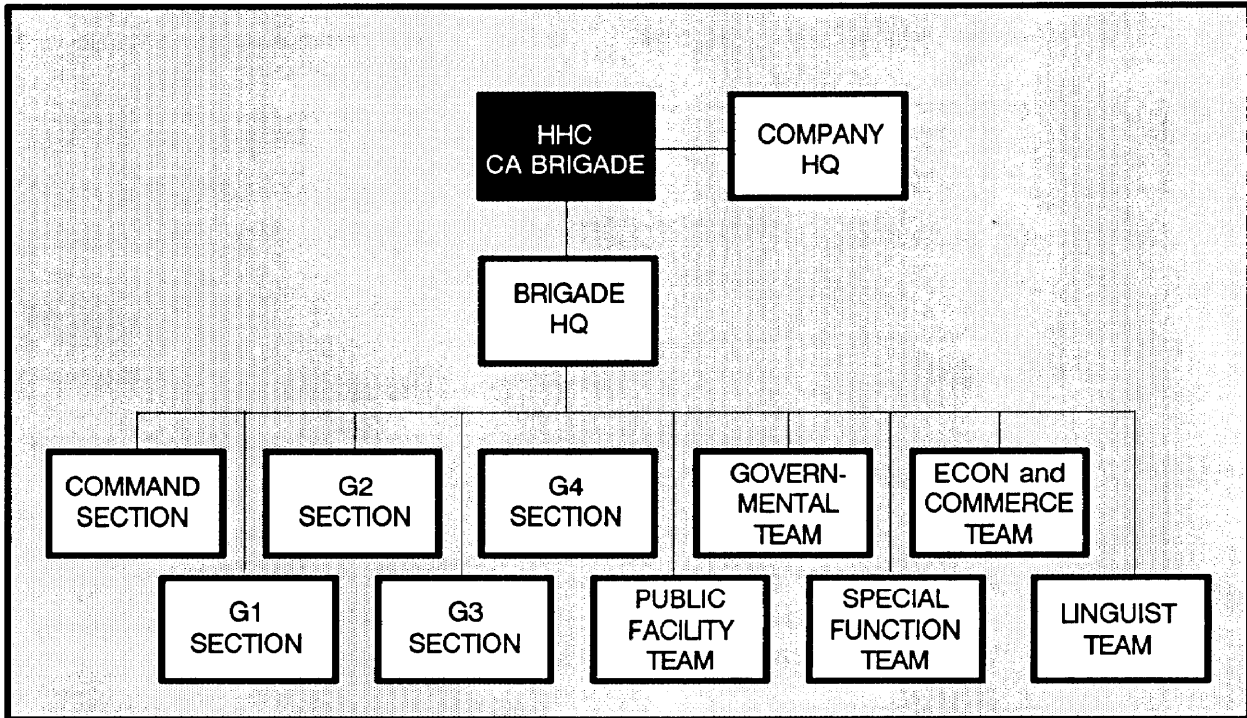 HHC
CA BRIGADE
COMPANY
HQ
BRIGADE
HQ
COMMAND
SECTION
G2
SECTION
G4
SECTION
GOVERN-
MENTAL
TEAM
ECON and
COMMERCE
TEAM
G1
SECTION
G3
SECTION
PUBLIC
FACILITY
TEAM
SPECIAL
FUNCTION
TEAM
LINGUIST
TEAM